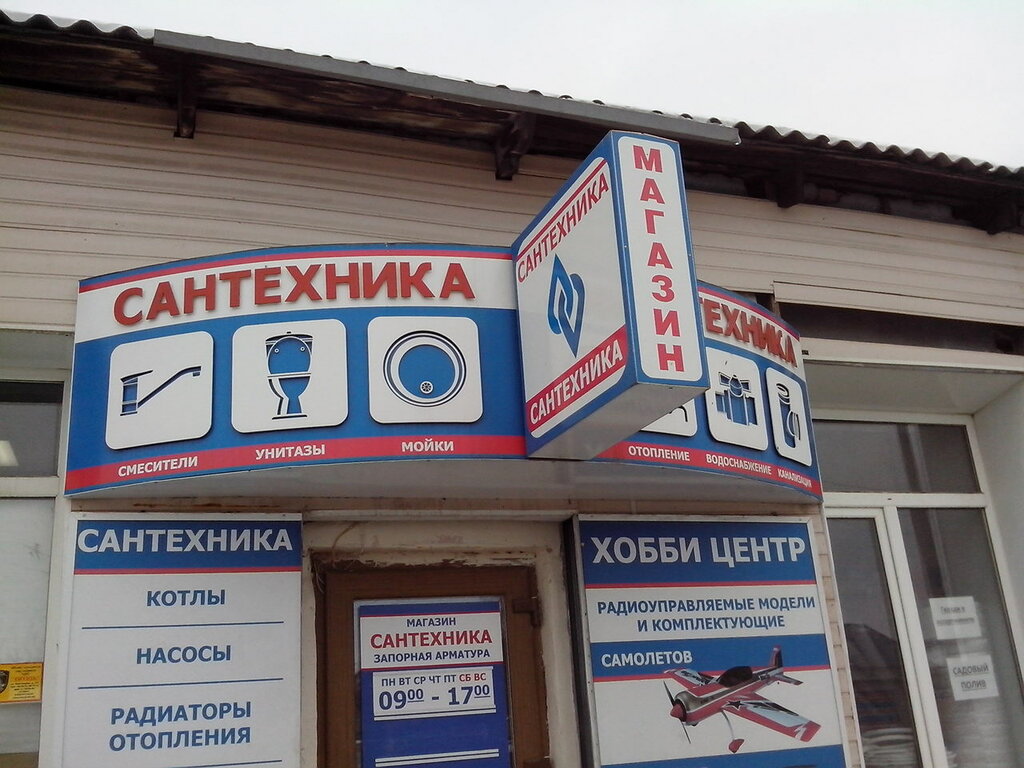 САНТЕХНИКА
СМЕСИТЕЛИ
УНИТАЗЫ
МОЙКИ
САНТЕХНИКА
САНТЕХНИКА
МАГАЗИН
ТЕХНИКА
ОТОПЛЕНИЕ
ВОДОСНАБЖЕНИЕ
КАНАЛИЗАЦИЯ
САНТЕХНИКА
КОТЛЫ
НАСОСЫ
РАДИАТОРЫ
ОТОПЛЕНИЯ
МАГАЗИН
САНТЕХНИКА
ЗАПОРНАЯ АРМАТУРА
ПН ВТ СР ЧТ ПТ СБ ВС
09⁰⁰ - 17⁰⁰
ХОББИ ЦЕНТР
РАДИОУПРАВЛЯЕМЫЕ МОДЕЛИ
И КОМПЛЕКТУЮЩИЕ
САМОЛЕТОВ
САДОВЫЙ
ПОЛИВ